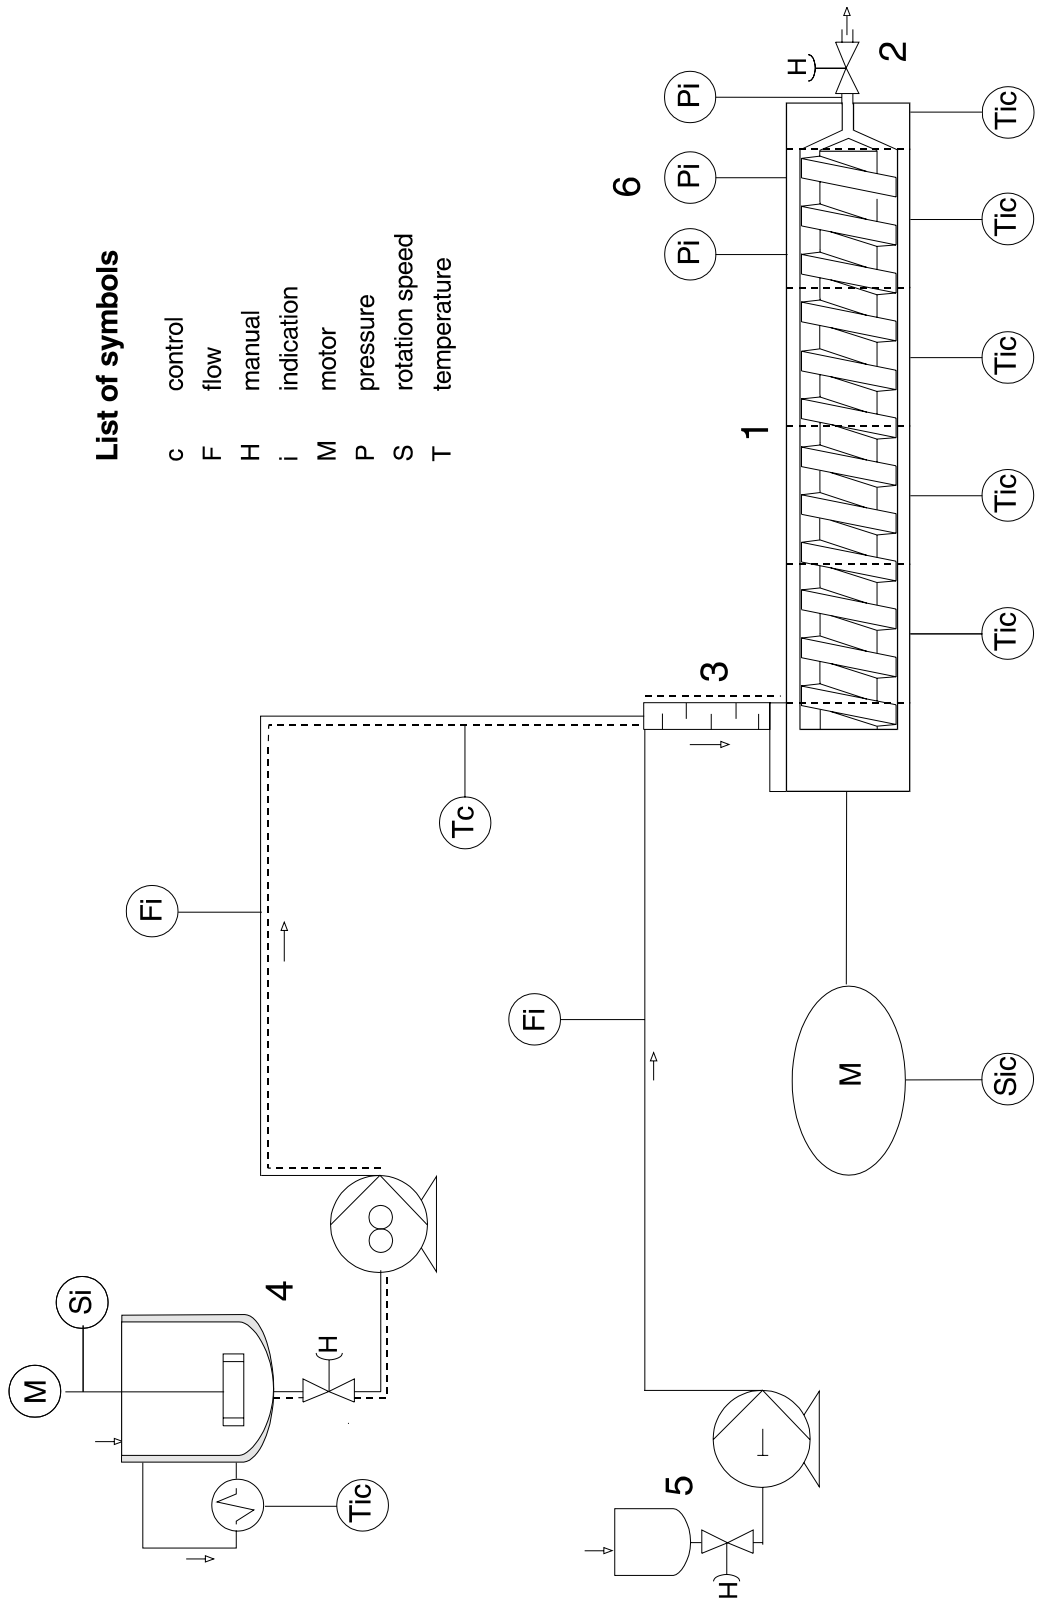 M
Si
List of symbols
c control
F flow
H manual
i indication
M motor
P pressure
S rotation speed
T temperature
Fi
4
H
Tic
Tc
Fi
6
Pi
Pi
Pi
5
3
H
1
H
M
2
Sic
Tic
Tic
Tic
Tic
Tic